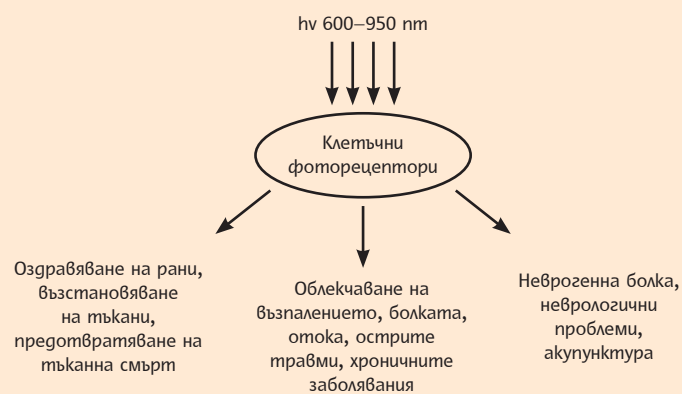 hν 600–950 nm
Клетъчни
фоторецептори
Оздравяване на рани,
възстановяване
на тъкани,
предотвратяване на
тъканна смърт
Облекчаване на
възпалението, болката,
отока, острите
травми, хроничните
заболявания
Неврогенна болка,
неврологични
проблеми,
акупунктура